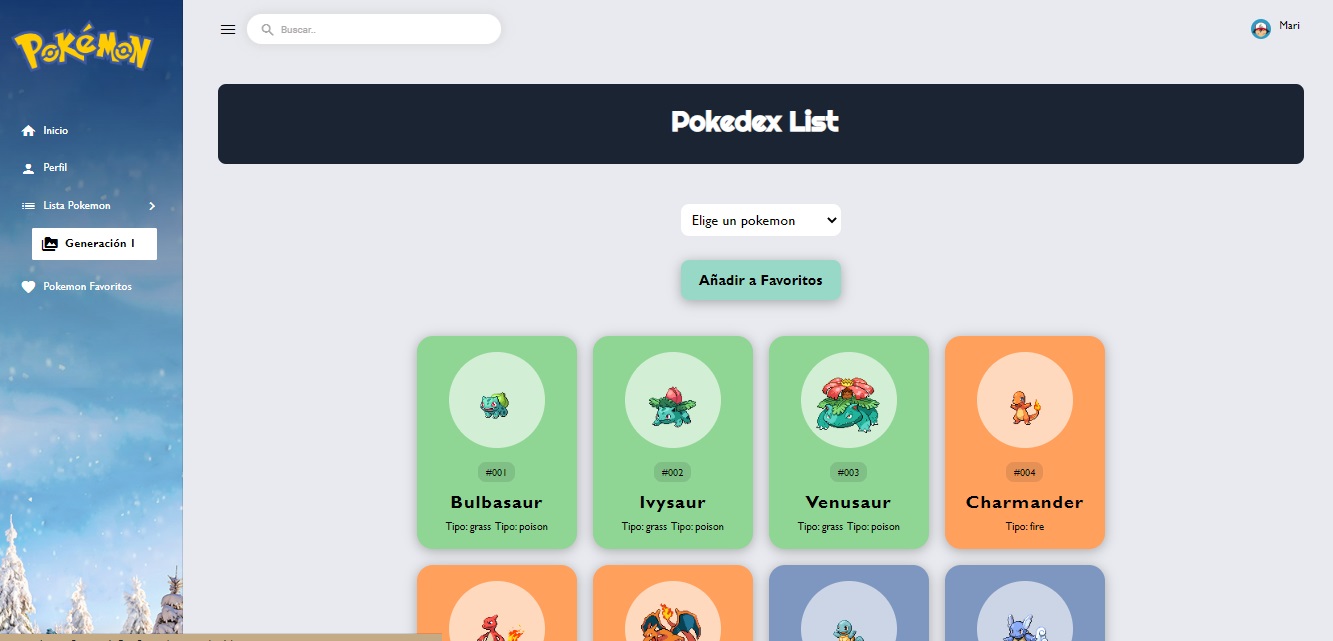 POKéMON
Buscar..
Mari
Inicio
Perfil
Lista Pokemon
Generación 1
Pokemon Favoritos
Pokedex List
Elige un pokemon
Añadir a Favoritos
#001
Bulbasaur
Tipo: grass Tipo: poison
#002
Ivysaur
Tipo: grass Tipo: poison
#003
Venusaur
Tipo: grass Tipo: poison
#004
Charmander
Tipo: fire